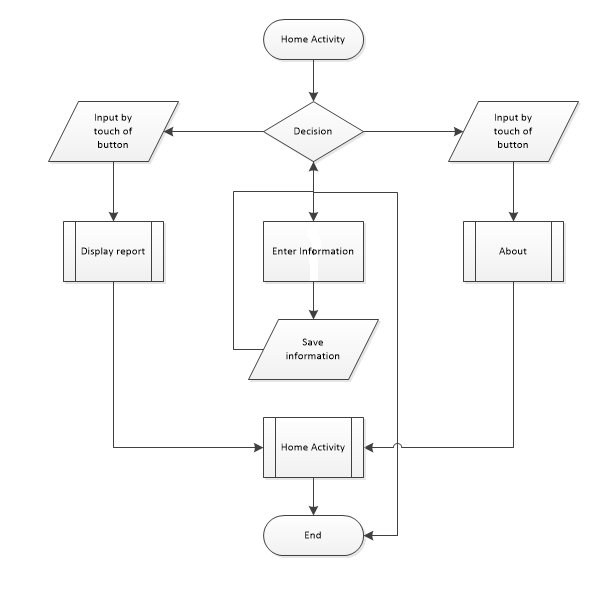 Home Activity
Input by
touch of
button
Decision
Input by
touch of
button
Display report
Enter Information
About
Save
information
Home Activity
End